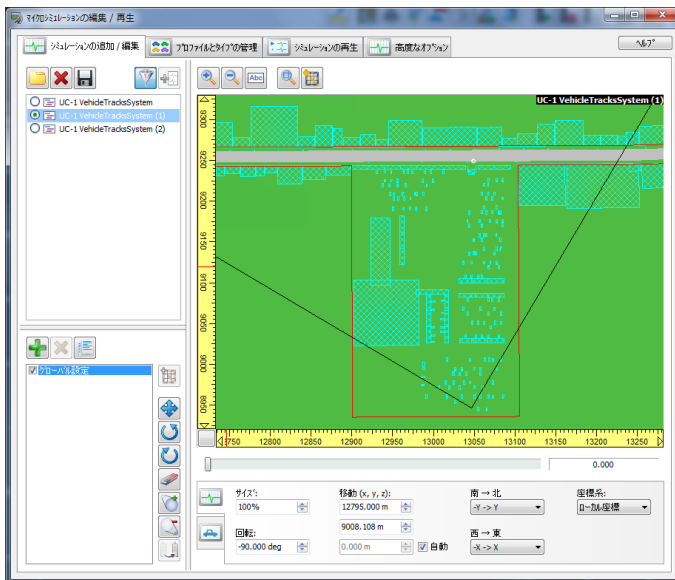 マイクロシミュレーションの編集 / 再生
シミュレーションの追加 / 編集
プロファイルとタイプの管理
シミュレーションの再生
高度なオプション
ヘルプ
Abc
UC-1 VehicleTracksSystem
UC-1 VehicleTracksSystem (1)
UC-1 VehicleTracksSystem (2)
UC-1 VehicleTracksSystem (1)
9300
9250
9200
9150
9100
9050
9000
8950
12750 12800 12850 12900 12950 13000 13050 13100 13150 13200 13250
グローバル設定
0.000
サイズ:
100%
回転:
-90.000 deg
移動 (x, y, z):
12795.000 m
9008.108 m
0.000 m
自動
南 → 北
-Y -> Y
西 → 東
-X -> X
座標系:
ローカル座標